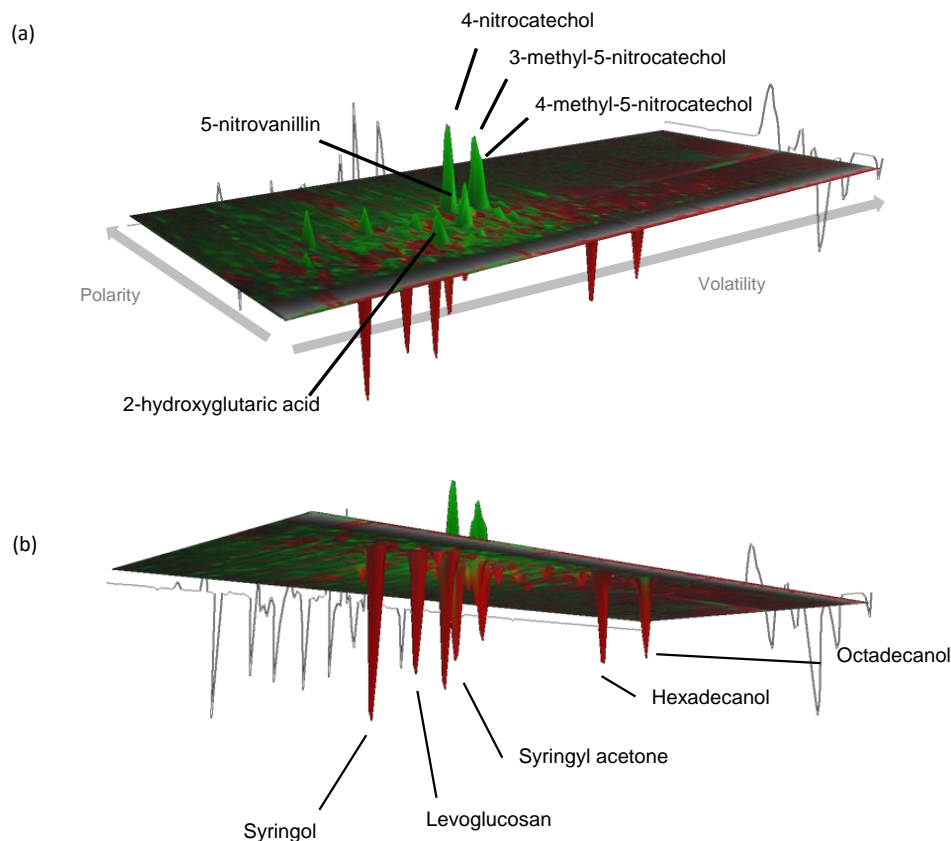 (a)
4-nitrocatechol
3-methyl-5-nitrocatechol
4-methyl-5-nitrocatechol
5-nitrovanillin
Polarity
Volatility
2-hydroxyglutaric acid
(b)
Octadecanol
Hexadecanol
Syringyl acetone
Levoglucosan
Syringol